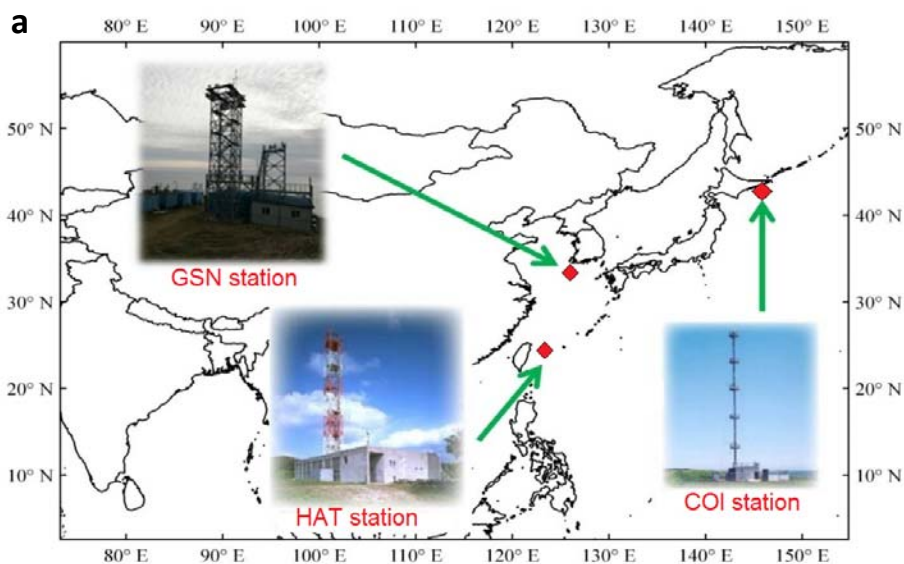 a
80° E 90° E 100° E 110° E 120° E 130° E 140° E 150° E
50° N 50° N
40° N 40° N
GSN station
30° N 30° N
20° N 20° N
10° N 10° N
COI station
HAT station
80° E 90° E 100° E 110° E 120° E 130° E 140° E 150° E